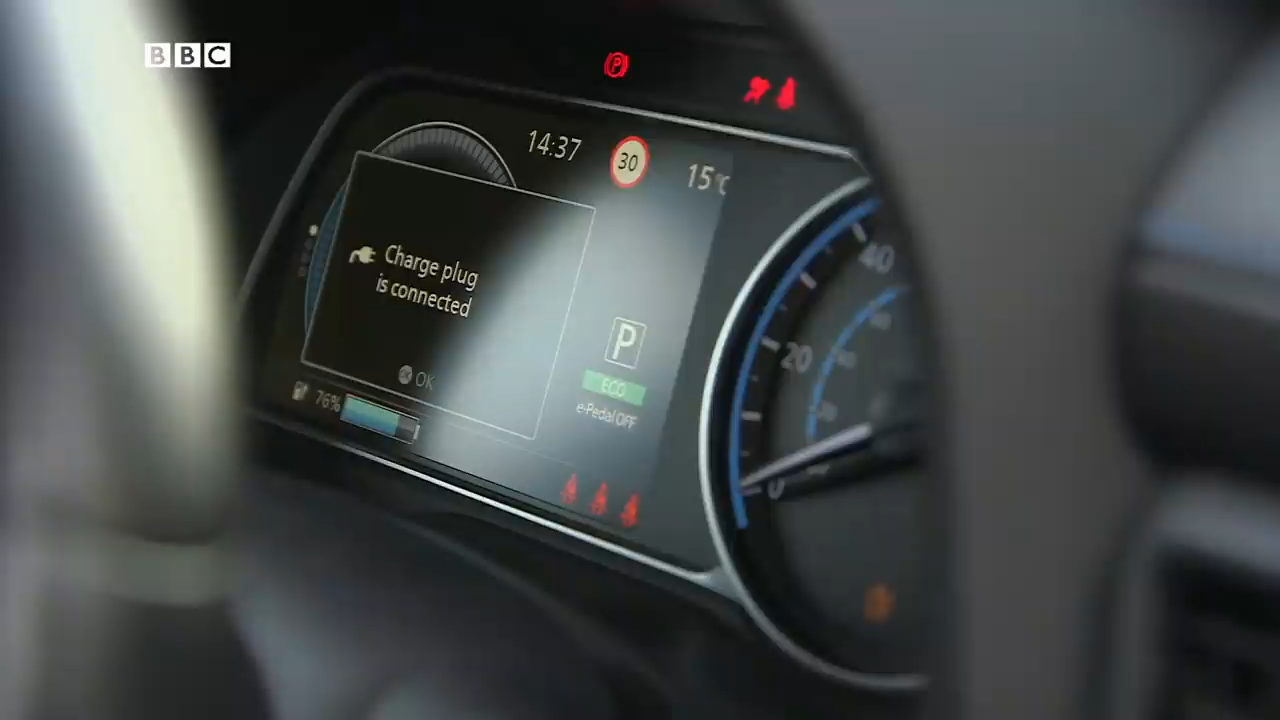 BBC
P
14:37
30
15°C
Charge plug
is connected
OK
76%
P
ECO
e-Pedal OFF
40
20
0